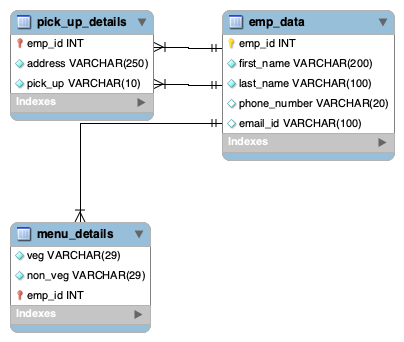 pick_up_details
emp_id INT
address VARCHAR(250)
pick_up VARCHAR(10)
Indexes
emp_data
emp_id INT
first_name VARCHAR(200)
last_name VARCHAR(100)
phone_number VARCHAR(20)
email_id VARCHAR(100)
Indexes
menu_details
veg VARCHAR(29)
non_veg VARCHAR(29)
emp_id INT
Indexes